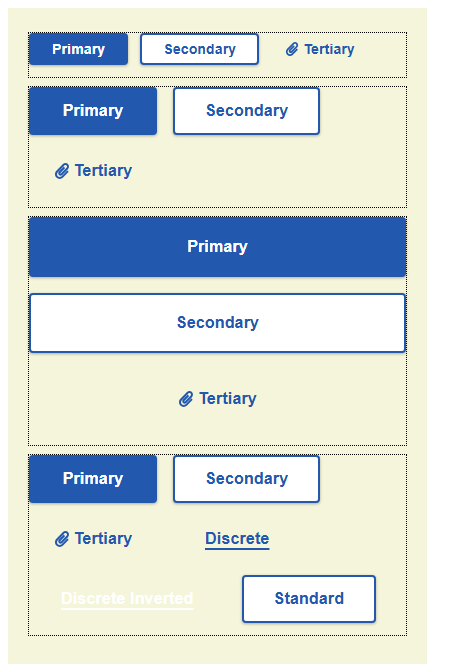 Primary Secondary Tertiary
Primary Secondary
Tertiary
Primary
Secondary
Tertiary
Primary Secondary
Tertiary Discrete
Discrete Inverted Standard